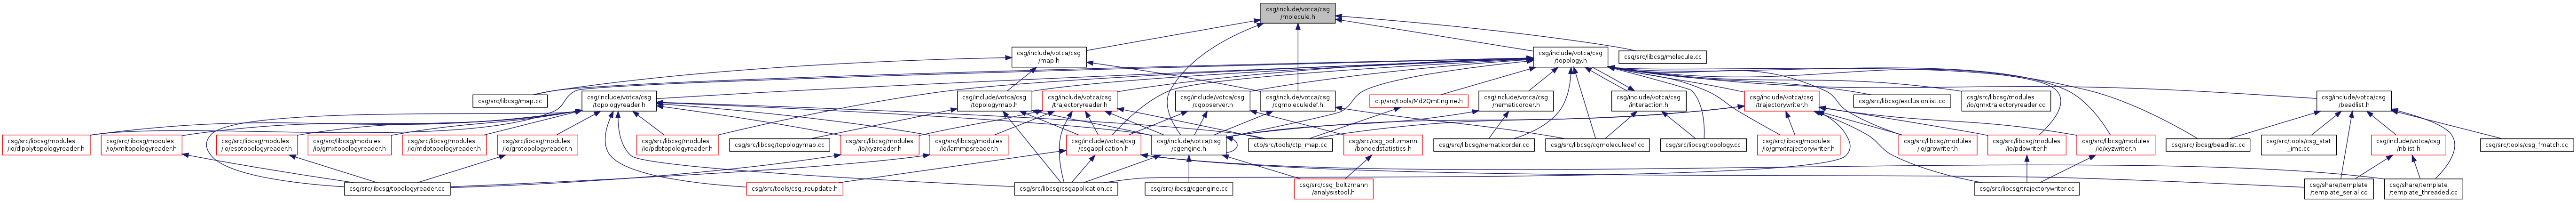 csg/include/votca/csg
/molecule.h
csg/include/votca/csg
/map.h
csg/include/votca/csg
/topology.h
csg/src/libcsg/molecule.cc
csg/src/libcsg/map.cc
csg/include/votca/csg
/topologyreader.h
csg/include/votca/csg
/topologymap.h
csg/include/votca/csg
/trajectoryreader.h
csg/include/votca/csg
/cgobserver.h
csg/include/votca/csg
/cgmoleculedef.h
ctp/src/tools/Md2QmEngine.h
csg/include/votca/csg
/nematicorder.h
csg/include/votca/csg
/interaction.h
csg/include/votca/csg
/trajectorywriter.h
csg/src/libcsg/exclusionlist.cc
csg/src/libcsg/modules
/io/gmxtrajectoryreader.cc
csg/include/votca/csg
/beadlist.h
csg/src/libcsg/modules
/io/dlpolytopologyreader.h
csg/src/libcsg/modules
/io/xmltopologyreader.h
csg/src/libcsg/modules
/io/esptopologyreader.h
csg/src/libcsg/modules
/io/gmxtopologyreader.h
csg/src/libcsg/modules
/io/mdptopologyreader.h
csg/src/libcsg/modules
/io/grotopologyreader.h
csg/src/libcsg/modules
/io/pdbtopologyreader.h
csg/src/libcsg/topologymap.cc
csg/src/libcsg/modules
/io/xyzreader.h
csg/src/libcsg/modules
/io/lammpsreader.h
csg/include/votca/csg
/csgapplication.h
csg/include/votca/csg
/cgengine.h
ctp/src/tools/ctp_map.cc
csg/src/csg_boltzmann
/bondedstatistics.h
csg/src/libcsg/nematicorder.cc
csg/src/libcsg/cgmoleculedef.cc
csg/src/libcsg/topology.cc
csg/src/libcsg/modules
/io/gmxtrajectorywriter.h
csg/src/libcsg/modules
/io/growriter.h
csg/src/libcsg/modules
/io/pdbwriter.h
csg/src/libcsg/modules
/io/xyzwriter.h
csg/src/libcsg/beadlist.cc
csg/src/tools/csg_stat
_imc.cc
csg/include/votca/csg
/nblist.h
csg/src/tools/csg_fmatch.cc
csg/src/libcsg/topologyreader.cc
csg/src/tools/csg_reupdate.h
csg/src/libcsg/csgapplication.cc
csg/src/libcsg/cgengine.cc
csg/src/csg_boltzmann
/analysistool.h
csg/src/libcsg/trajectorywriter.cc
csg/share/template
/template_serial.cc
csg/share/template
/template_threaded.cc